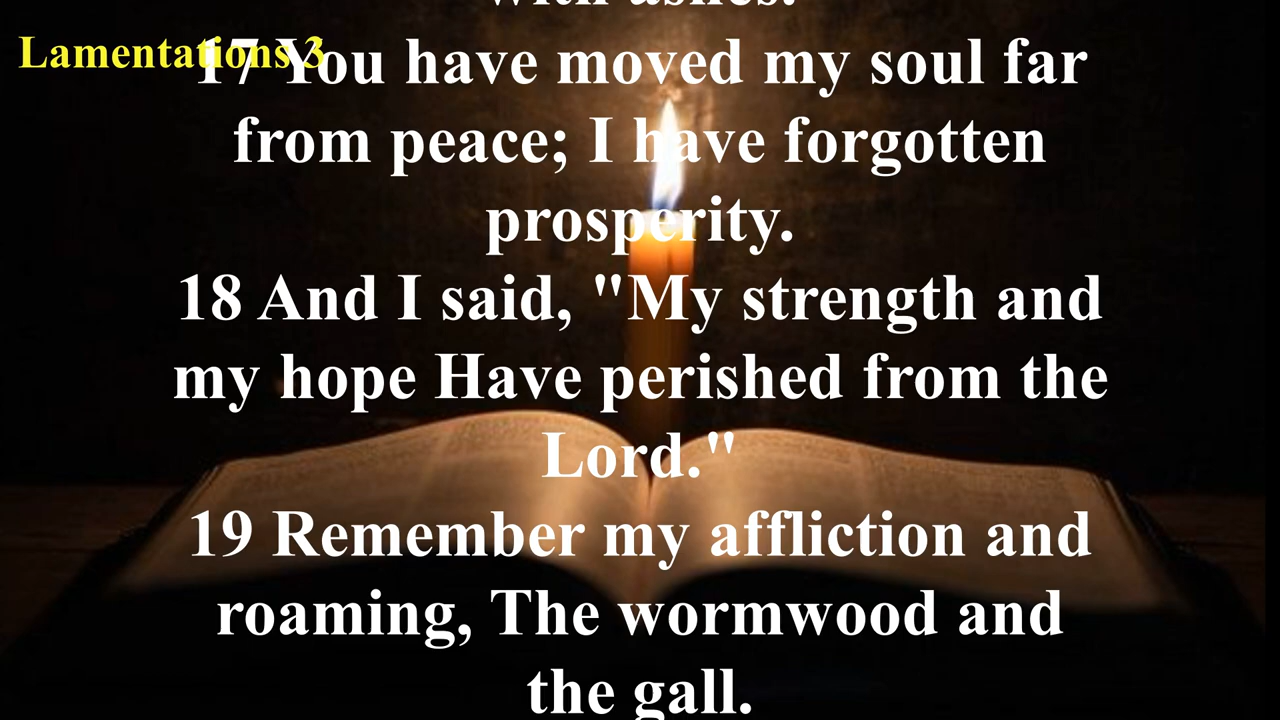 with ashes.
Lamentations 3
17 You have moved my soul far
from peace; I have forgotten
prosperity.
18 And I said, "My strength and
my hope Have perished from the
Lord."
19 Remember my affliction and
roaming, The wormwood and
the gall.